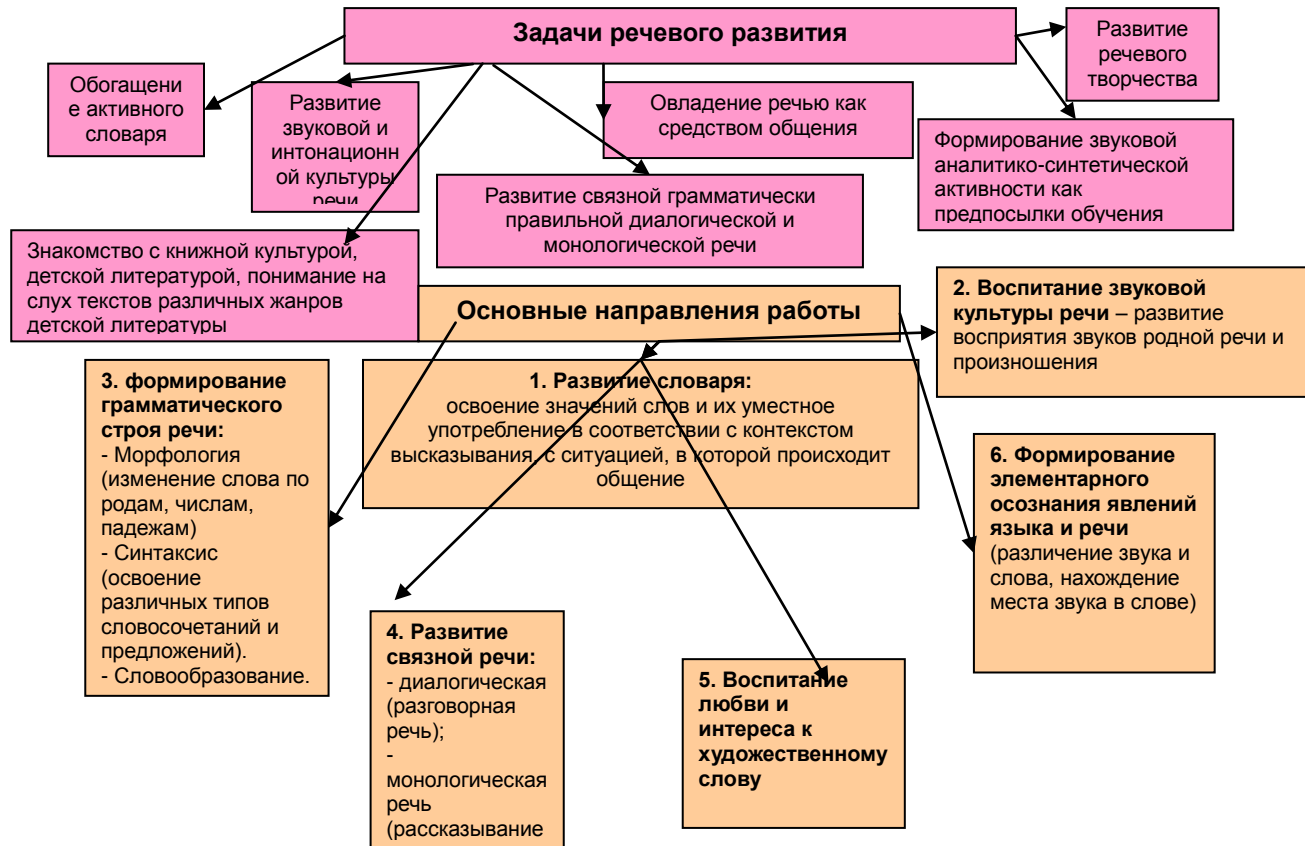 Задачи речевого развития
Развитие
речевого
творчества
Обогащени
е активного
словаря
Развитие
звуковой и
интонационн
ой культуры
речи
Овладение речью как
средством общения
Формирование звуковой
аналитико-синтетической
активности как
предпосылки обучения
Развитие связной грамматически
правильной диалогической и
монологической речи
Знакомство с книжной культурой,
детской литературой, понимание на
слух текстов различных жанров
детской литературы
Основные направления работы
2. Воспитание звуковой
культуры речи – развитие
восприятия звуков родной речи и
произношения
3. формирование
грамматического
строя речи:
- Морфология
(изменение слова по
родам, числам,
падежам)
- Синтаксис
(освоение
различных типов
словосочетаний и
предложений).
- Словообразование.
1. Развитие словаря:
освоение значений слов и их уместное
употребление в соответствии с контекстом
высказывания, с ситуацией, в которой происходит
общение
6. Формирование
элементарного
осознания явлений
языка и речи
(различение звука и
слова, нахождение
места звука в слове)
4. Развитие
связной речи:
- диалогическая
(разговорная
речь);
-
монологическая
речь
(рассказывание
5. Воспитание
любви и
интереса к
художественному
слову